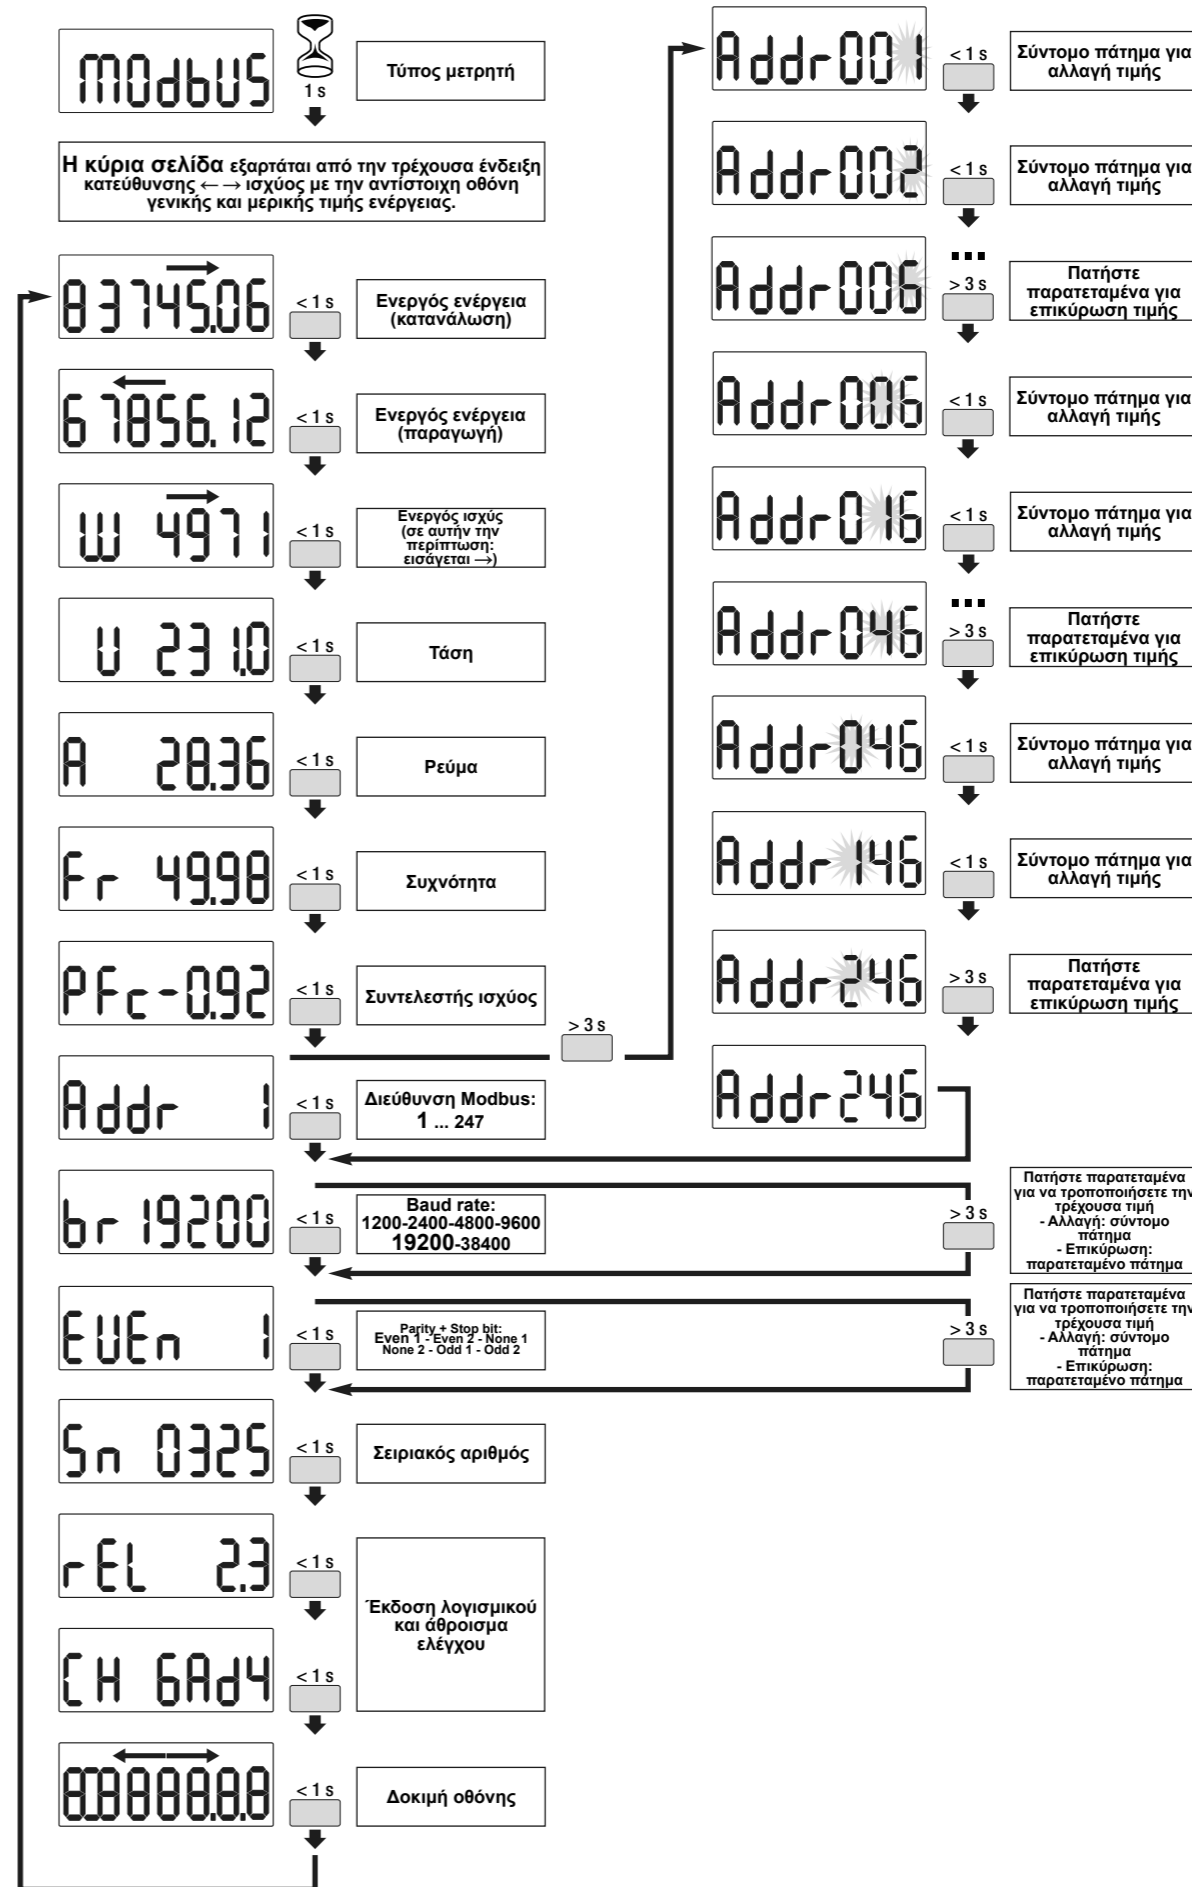 MOdbUS
1 s
Τύπος μετρητή
Η κύρια σελίδα εξαρτάται από την τρέχουσα ένδειξη
κατεύθυνσης ←→ ισχύος με την αντίστοιχη οθόνη
γενικής και μερικής τιμής ενέργειας.
83745.06
< 1 s
Ενεργός ενέργεια
(κατανάλωση)
67856.12
< 1 s
Ενεργός ενέργεια
(παραγωγή)
W 4971
< 1 s
Ενεργός ισχύς
(σε αυτήν την
περίπτωση:
εισάγεται →)
U 231.0
< 1 s
Τάση
A 28.36
< 1 s
Ρεύμα
Fr 49.98
< 1 s
Συχνότητα
PFc-0.92
< 1 s
Συντελεστής ισχύος
> 3 s
Addr 1
< 1 s
Διεύθυνση Modbus:
1 ... 247
br 19200
< 1 s
Baud rate:
1200-2400-4800-9600
19200-38400
EUEn 1
< 1 s
Parity + Stop bit:
Even 1 - Even 2 - None 1
None 2 - Odd 1 - Odd 2
Sn 0325
< 1 s
Σειριακός αριθμός
rEL 2.3
< 1 s
CH 6Ad4
< 1 s
Έκδοση λογισμικού
και άθροισμα
ελέγχου
8.8.8888.8.8
< 1 s
Δοκιμή οθόνης
Addr001
< 1 s
Σύντομο πάτημα για
αλλαγή τιμής
Addr002
< 1 s
Σύντομο πάτημα για
αλλαγή τιμής
Addr006
...
> 3 s
Πατήστε
παρατεταμένα για
επικύρωση τιμής
Addr006
< 1 s
Σύντομο πάτημα για
αλλαγή τιμής
Addr016
< 1 s
Σύντομο πάτημα για
αλλαγή τιμής
Addr046
...
> 3 s
Πατήστε
παρατεταμένα για
επικύρωση τιμής
Addr046
< 1 s
Σύντομο πάτημα για
αλλαγή τιμής
Addr146
< 1 s
Σύντομο πάτημα για
αλλαγή τιμής
Addr246
> 3 s
Πατήστε
παρατεταμένα για
επικύρωση τιμής
Addr246
> 3 s
Πατήστε παρατεταμένα
για να τροποποιήσετε την
τρέχουσα τιμή
- Αλλαγή: σύντομο
πάτημα
- Επικύρωση:
παρατεταμένο πάτημα
> 3 s
Πατήστε παρατεταμένα
για να τροποποιήσετε την
τρέχουσα τιμή
- Αλλαγή: σύντομο
πάτημα
- Επικύρωση:
παρατεταμένο πάτημα